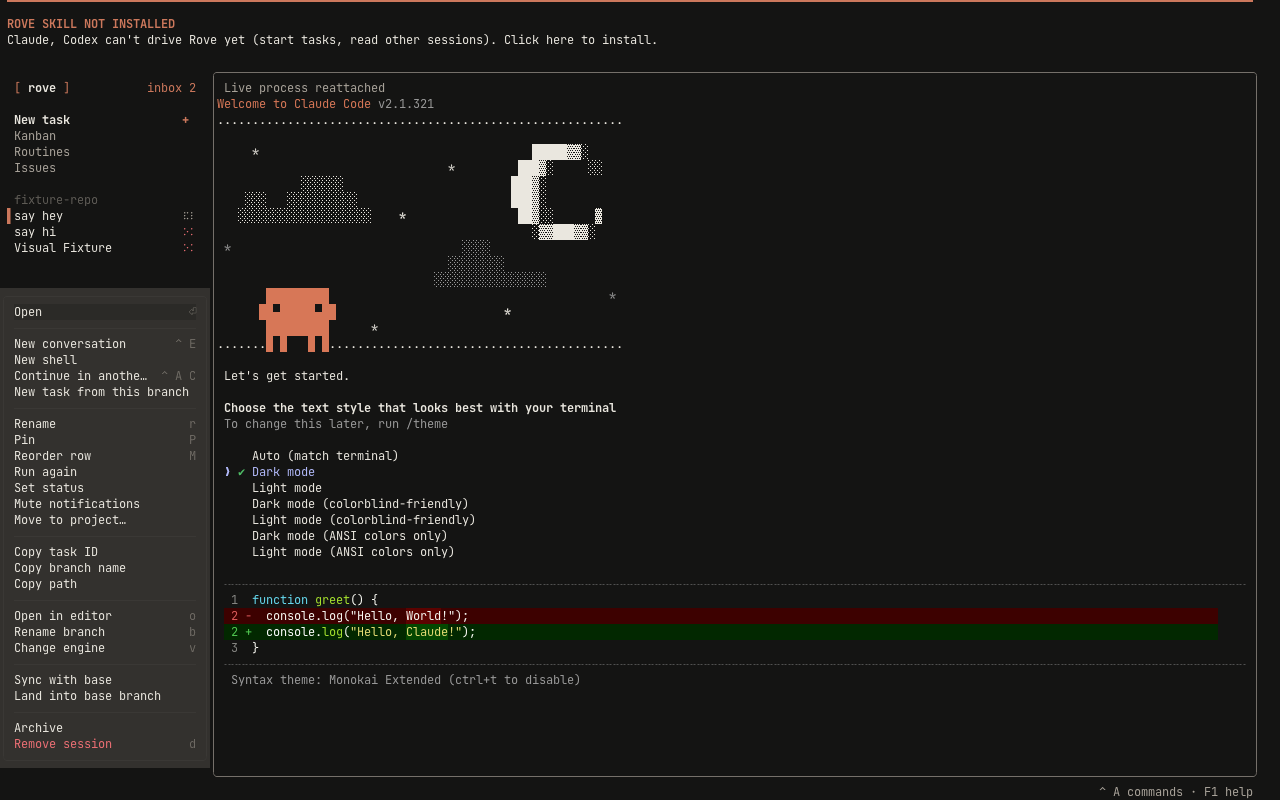 ROVE SKILL NOT INSTALLED
Claude, Codex can't drive Rove yet (start tasks, read other sessions). Click here to install.
[ rove ] inbox 2
New task +
Kanban
Routines
Issues
fixture-repo
say hey
say hi
Visual Fixture
Open
New conversation ^ E
New shell
Continue in anothe… ^ A C
New task from this branch
Rename r
Pin P
Reorder row M
Run again
Set status
Mute notifications
Move to project…
Copy task ID
Copy branch name
Copy path
Open in editor o
Rename branch b
Change engine v
Sync with base
Land into base branch
Archive
Remove session d
Live process reattached
Welcome to Claude Code v2.1.321
Let's get started.
Choose the text style that looks best with your terminal
To change this later, run /theme
Auto (match terminal)
❯ ✔ Dark mode
Light mode
Dark mode (colorblind-friendly)
Light mode (colorblind-friendly)
Dark mode (ANSI colors only)
Light mode (ANSI colors only)
1 function greet() {
2 - console.log("Hello, World!");
2 + console.log("Hello, Claude!");
3 }
Syntax theme: Monokai Extended (ctrl+t to disable)
^ A commands · F1 help